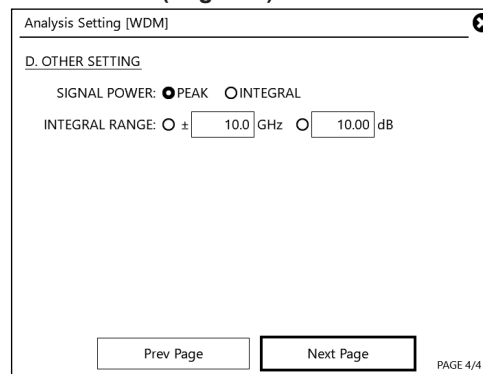 Analysis Setting [WDM]
D. OTHER SETTING
SIGNAL POWER: PEAK INTEGRAL
INTEGRAL RANGE: ± 10.0 GHz 10.00 dB
Prev Page Next Page PAGE 4/4